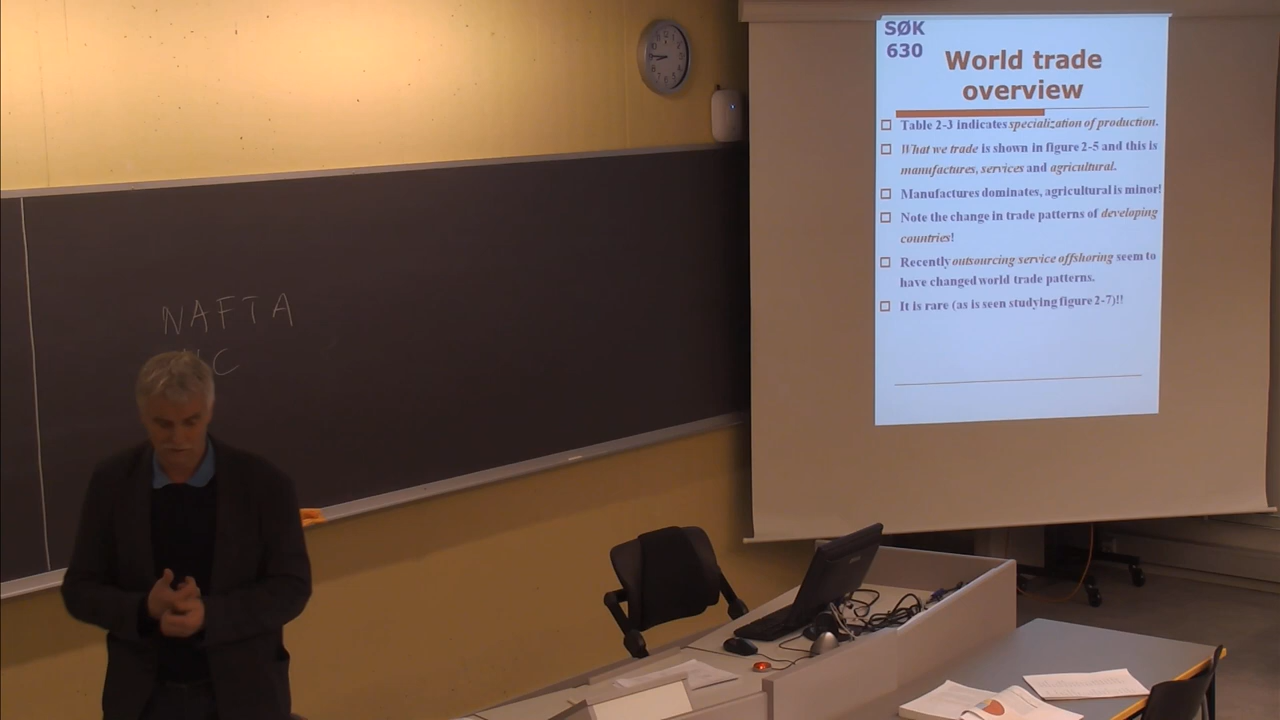 NAFTA
C
SØK
630
World trade
overview
Table 2-3 indicates specialization of production.
What we trade is shown in figure 2-5 and this is
manufactures, services and agricultural.
Manufactures dominates, agricultural is minor!
Note the change in trade patterns of developing
countries!
Recently outsourcing service offshoring seem to
have changed world trade patterns.
It is rare (as is seen studying figure 2-7)!!